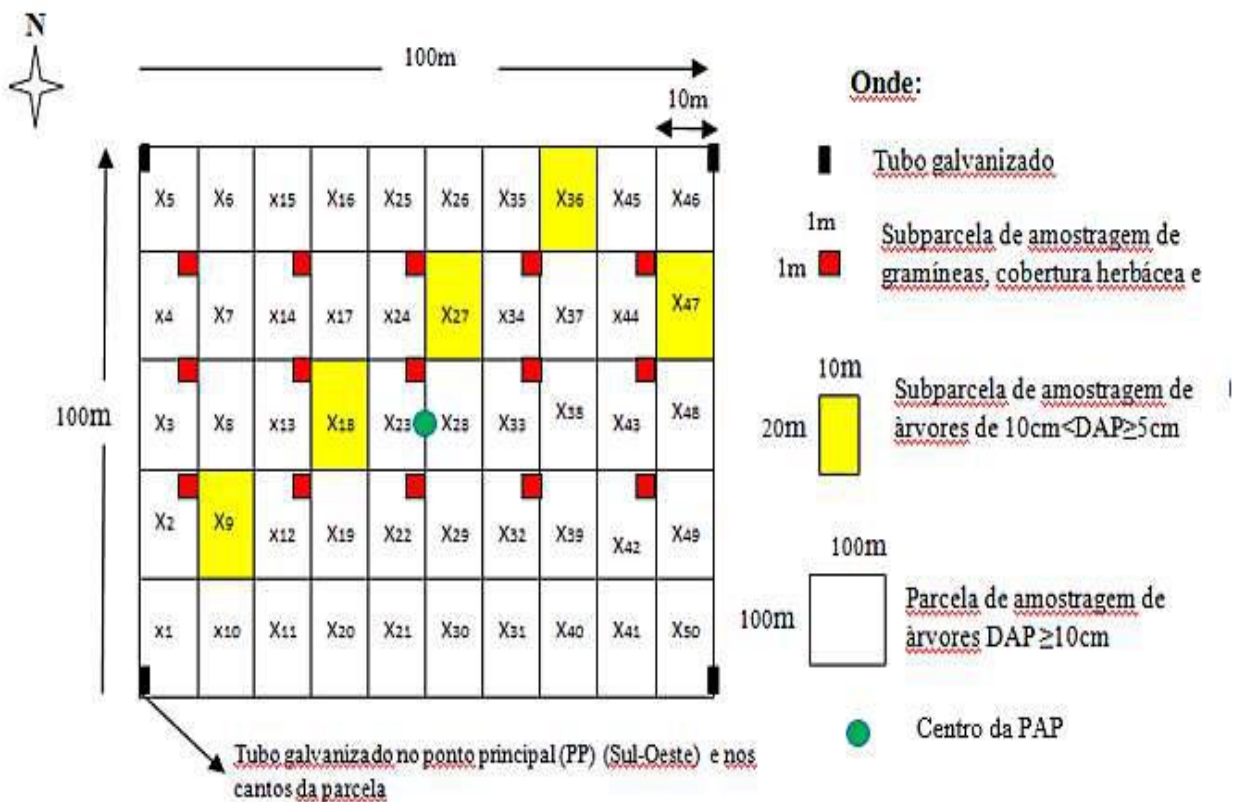 N
100m
Onde:
10m
Tubo galvanizado
X5 X6 x15 X16 X25 X26 X35 X36 X45 X46
1m
1m
Subparcela de amostragem de
gramíneas, cobertura herbácea e
x4 X7 x14 x17 x24 X27 x34 X37 x44 X47
10m
20m
Subparcela de amostragem de
àrvores de 10cm<DAP≥5cm
100m
X3 X8 x13 X18 X23 X28 X33 X38 X43 X48
X2 X9 x12 X19 X22 X29 X32 X39 X42 X49
100m
100m
Parcela de amostragem de
àrvores DAP≥10cm
x1 x10 X11 X20 X21 X30 X31 X40 X41 X50
Centro da PAP
Tubo galvanizado no ponto principal (PP) (Sul-Oeste) e nos
cantos da parcela